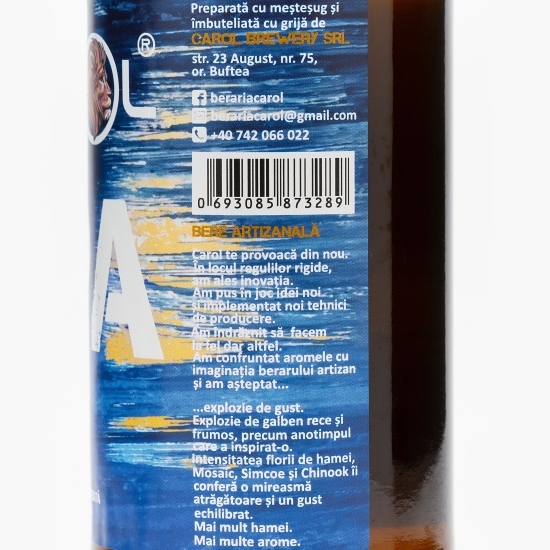 Preparată cu meșteșug și
îmbuteliată cu grijă de
CAROL BREWERY SRL
str. 23 August, nr. 75,
or. Buftea
berariacarol
berariacarol@gmail.com
+40 742 066 022
0 693085 873289
OL®
A
BERE ARTIZANALĂ
Carol te provoacă din nou.
În locul regulilor rigide,
am ales inovația.
Am pus în joc idei noi
și implementat noi tehnici
de producere.
Am îndrăznit să facem
la fel dar altfel.
Am confruntat aromele cu
imaginația berarului artizan
și am așteptat...
...explozie de gust.
Explozie de galben rece și
frumos, precum anotimpul
care a inspirat-o.
Intensitatea florii de hamei,
Mosaic, Simcoe și Chinook îi
conferă o mireasmă
atrăgătoare și un gust
echilibrat.
Mai mult hamei.
Mai multe arome.